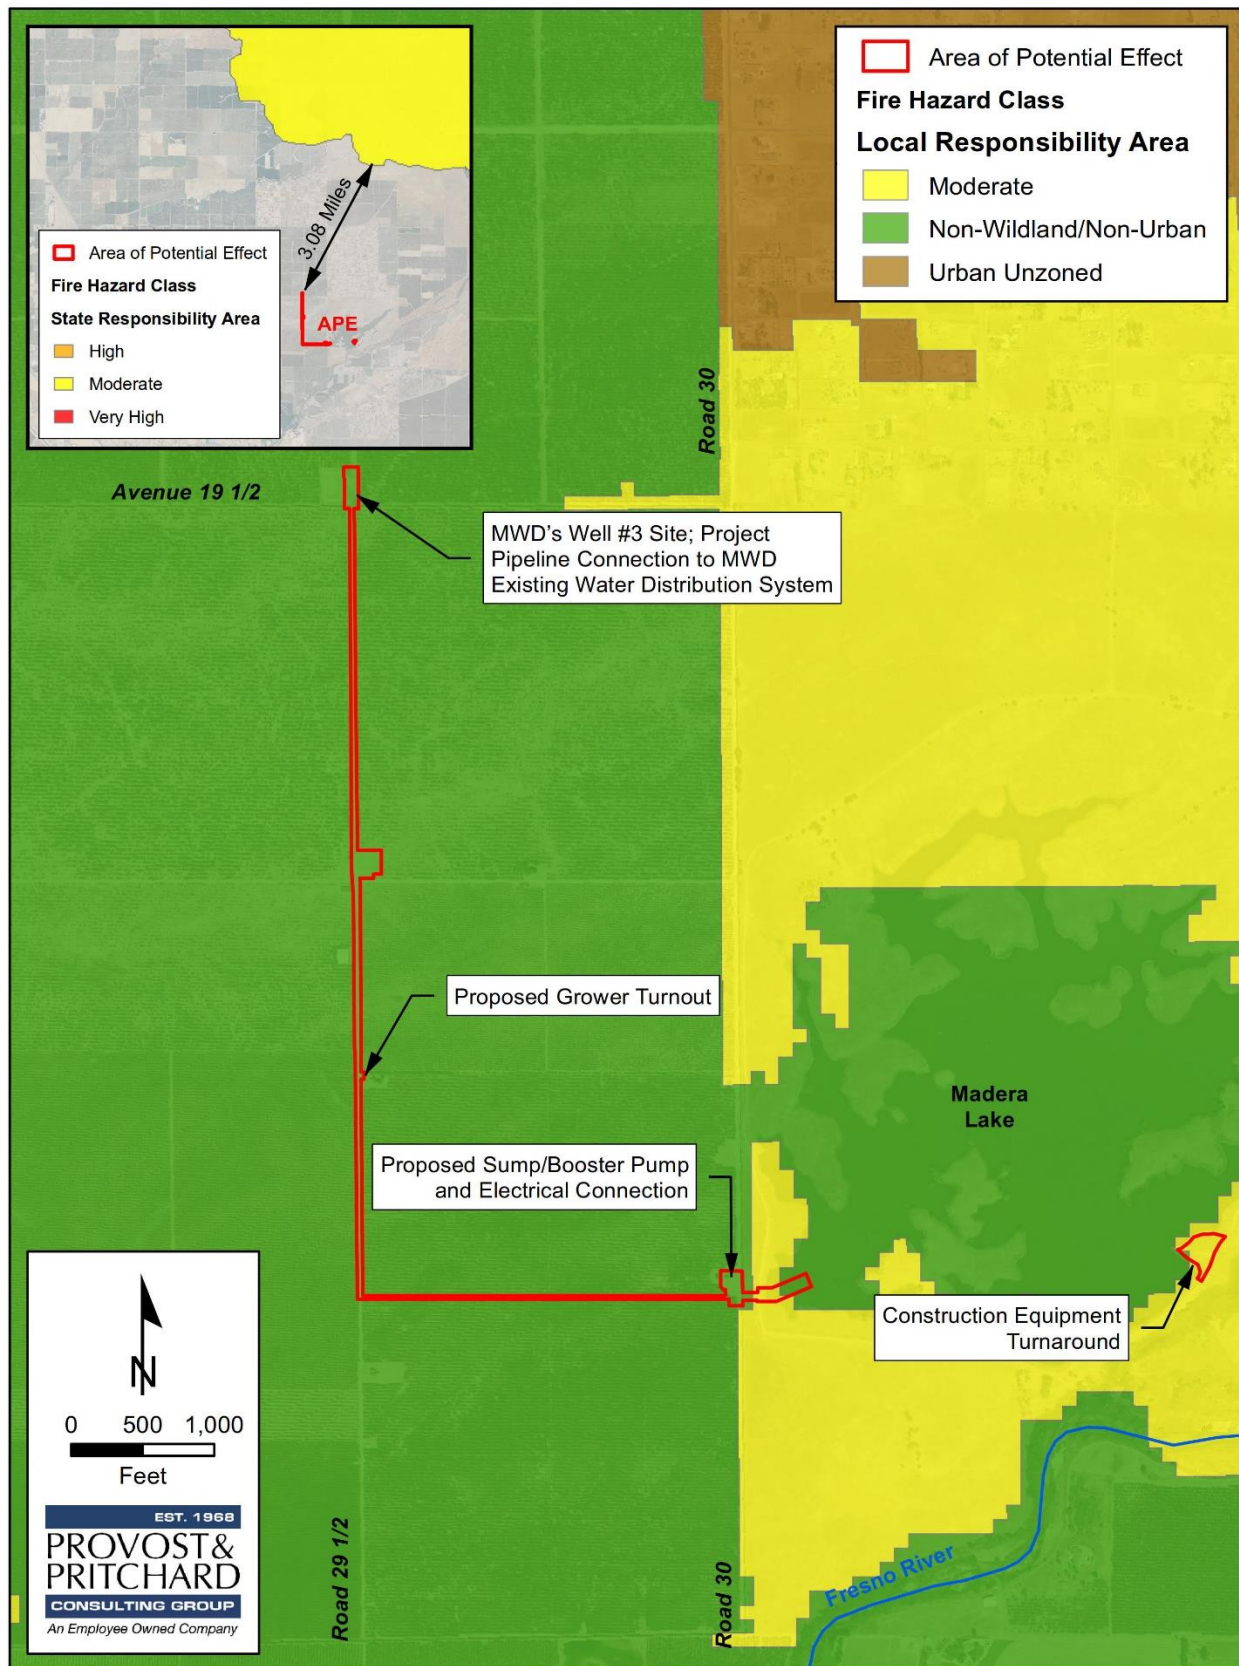 3.08 Miles
APE
Area of Potential Effect
Fire Hazard Class
State Responsibility Area
High
Moderate
Very High
Area of Potential Effect
Fire Hazard Class
Local Responsibility Area
Moderate
Non-Wildland/Non-Urban
Urban Unzoned
Road 30
Avenue 19 1/2
MWD's Well #3 Site; Project
Pipeline Connection to MWD
Existing Water Distribution System
Proposed Grower Turnout
Madera
Lake
Proposed Sump/Booster Pump
and Electrical Connection
Construction Equipment
Turnaround
N
0 500 1,000
Feet
EST. 1968
PROVOST&
PRITCHARD
CONSULTING GROUP
An Employee Owned Company
Road 29 1/2
Road 30
Fresno River